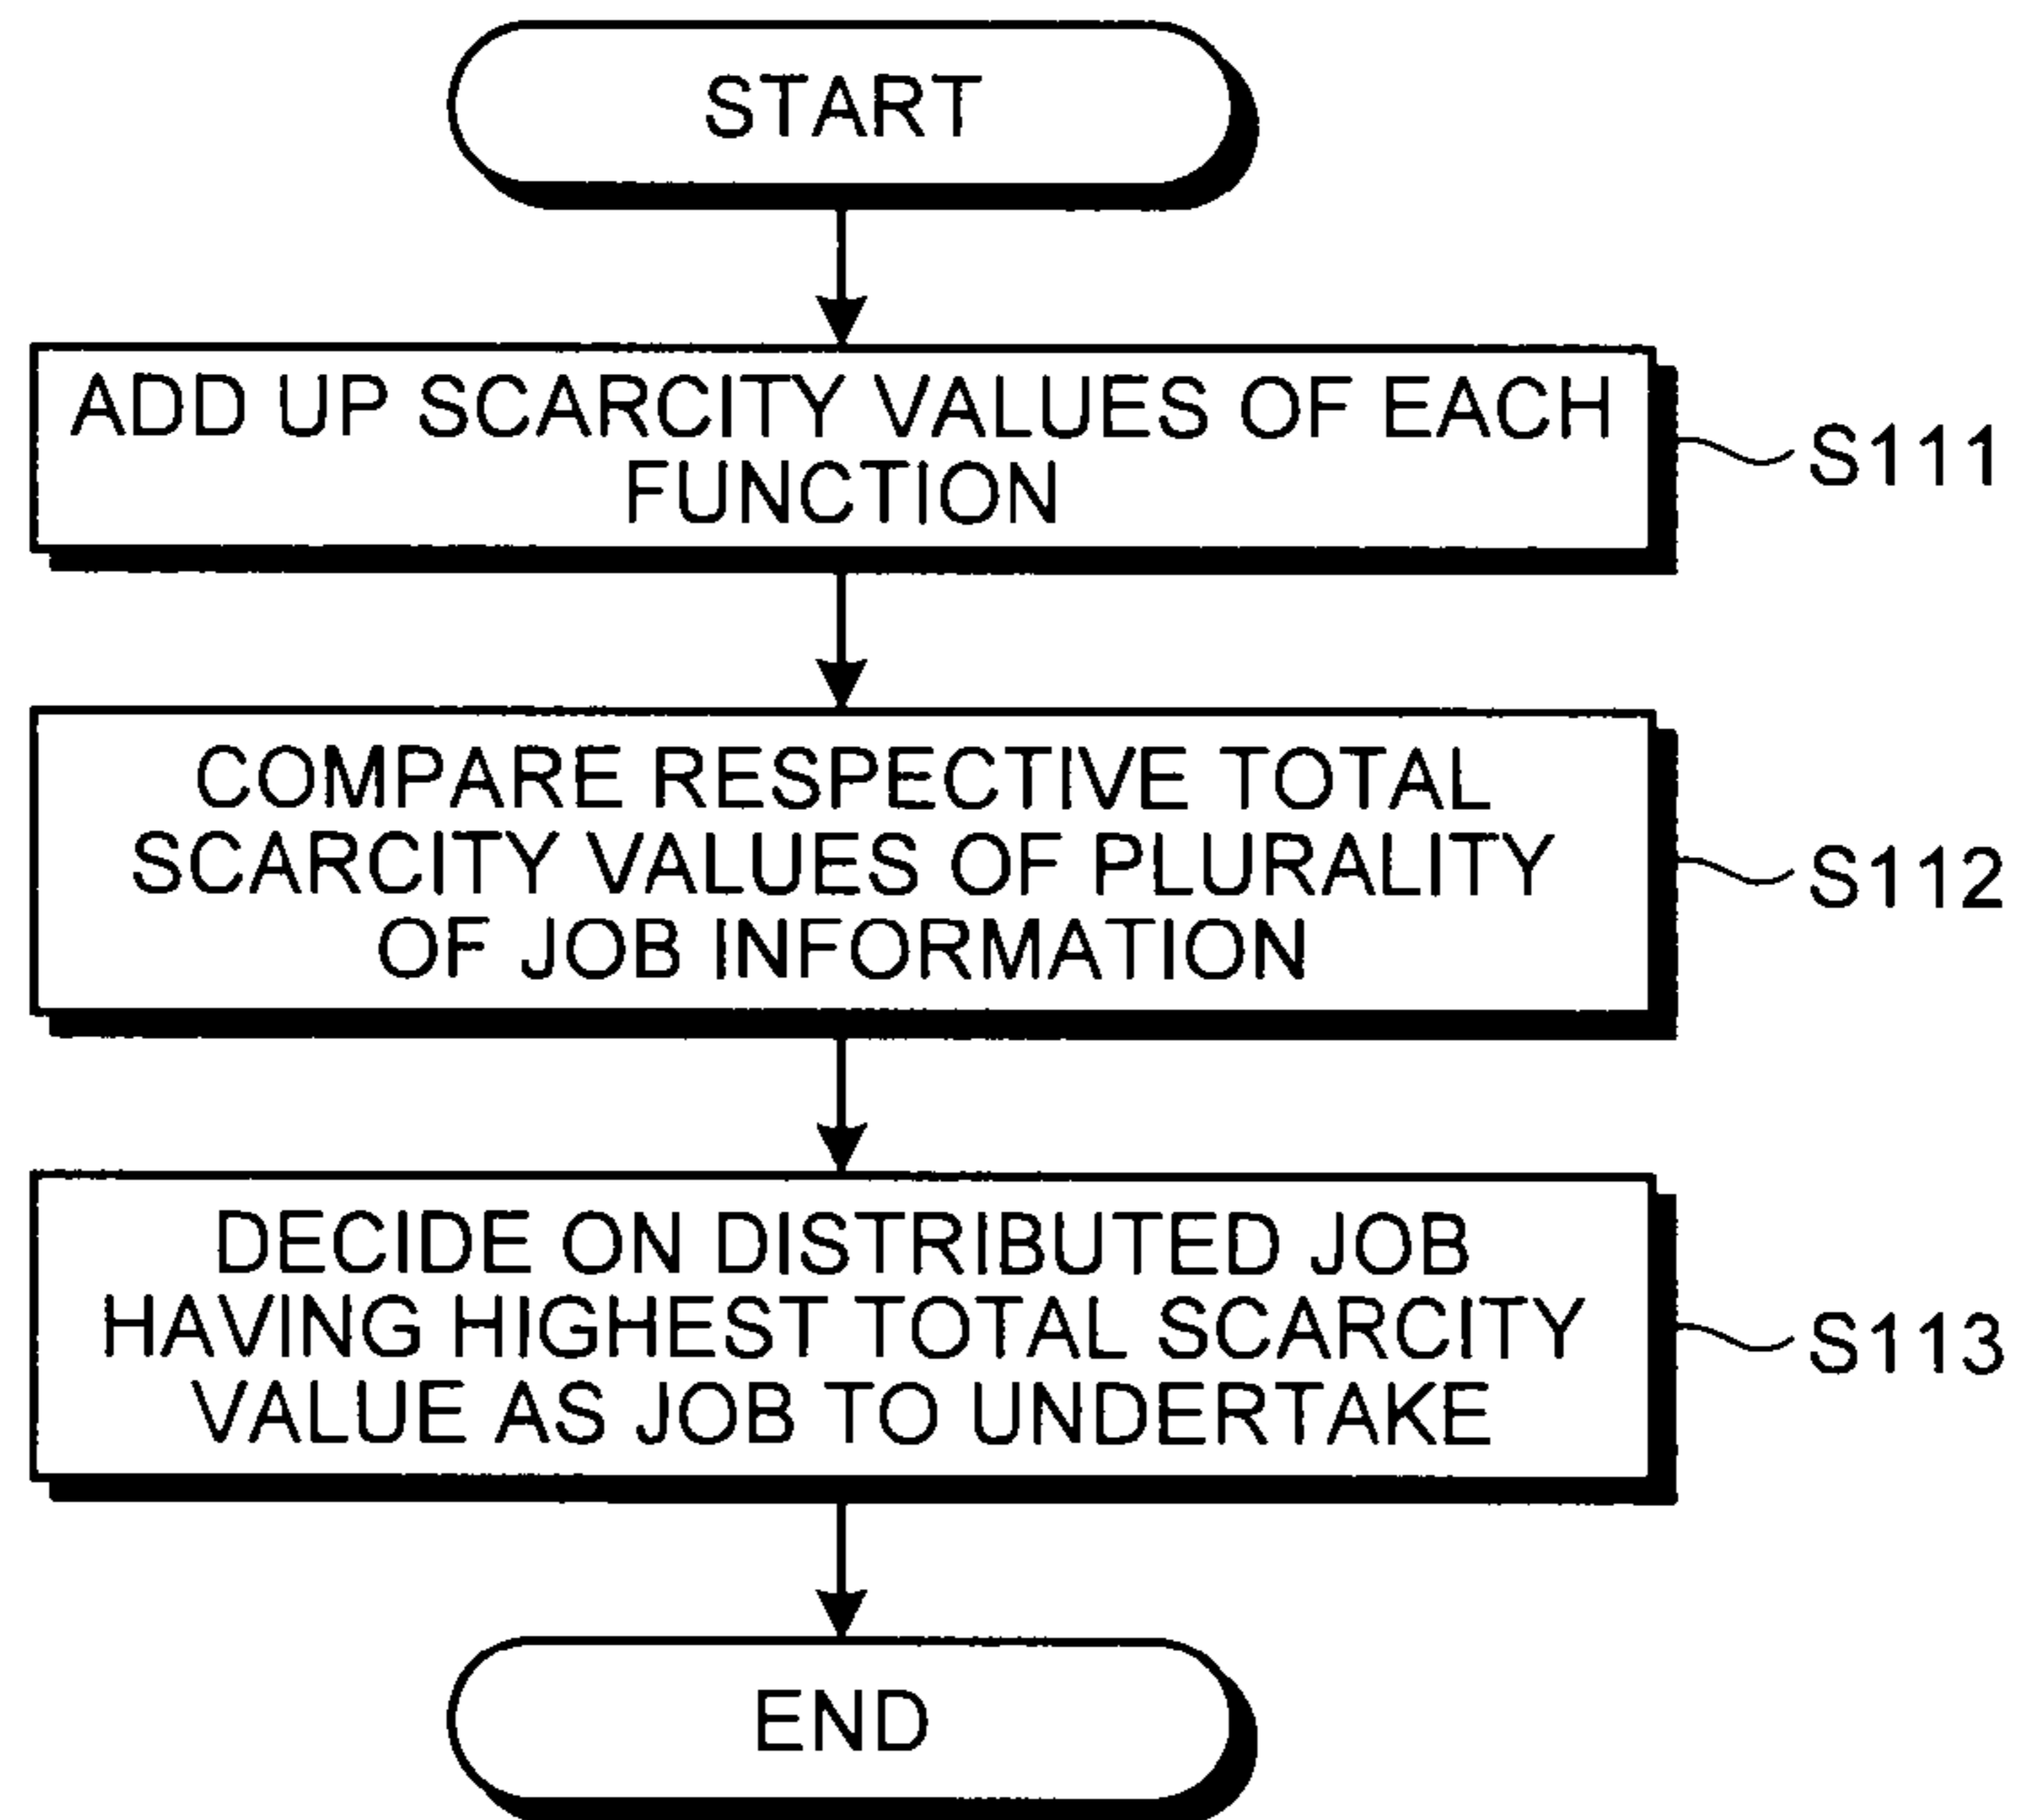 START
ADD UP SCARCITY VALUES OF EACH
FUNCTION
S111
COMPARE RESPECTIVE TOTAL
SCARCITY VALUES OF PLURALITY
OF JOB INFORMATION
S112
DECIDE ON DISTRIBUTED JOB
HAVING HIGHEST TOTAL SCARCITY
VALUE AS JOB TO UNDERTAKE
S113
END